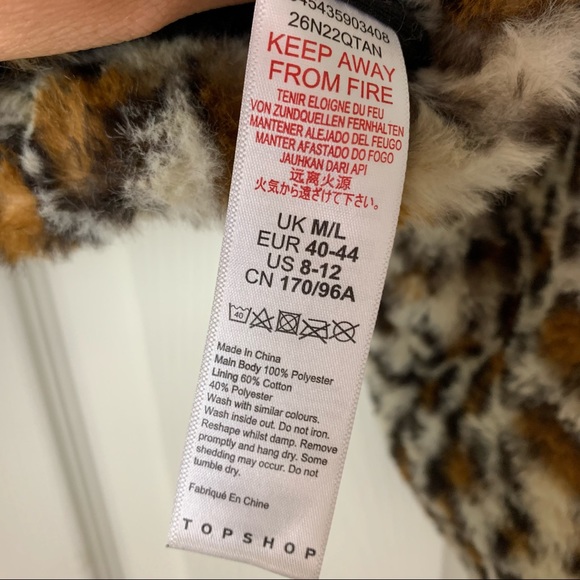 26N22QTAN
KEEP AWAY
FROM FIRE
TENIR ELOIGNE DU FEU
VON ZUNDQUELLEN FERNHALTEN
MANTENER ALEJADO DEL FEUGO
MANTER AFASTADO DO FOGO
JAUHKAN DARI API
远离火源
火気から遠ざけて下さい。
UK M/L
EUR 40-44
US 8-12
CN 170/96A
40
Made In China
Main Body 100% Polyester
Lining 60% Cotton
40% Polyester
Wash with similar colours.
Wash inside out. Do not iron.
Reshape whilst damp. Remove
promptly and hang dry. Some
shedding may occur. Do not
tumble dry.
Fabriqué En Chine
TOPSHOP